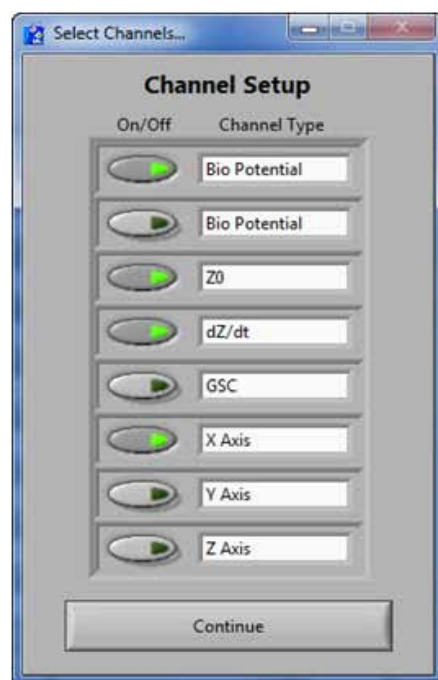 Select Channels...
Channel Setup
On/Off Channel Type
Bio Potential
Bio Potential
Z0
dZ/dt
GSC
X Axis
Y Axis
Z Axis
Continue